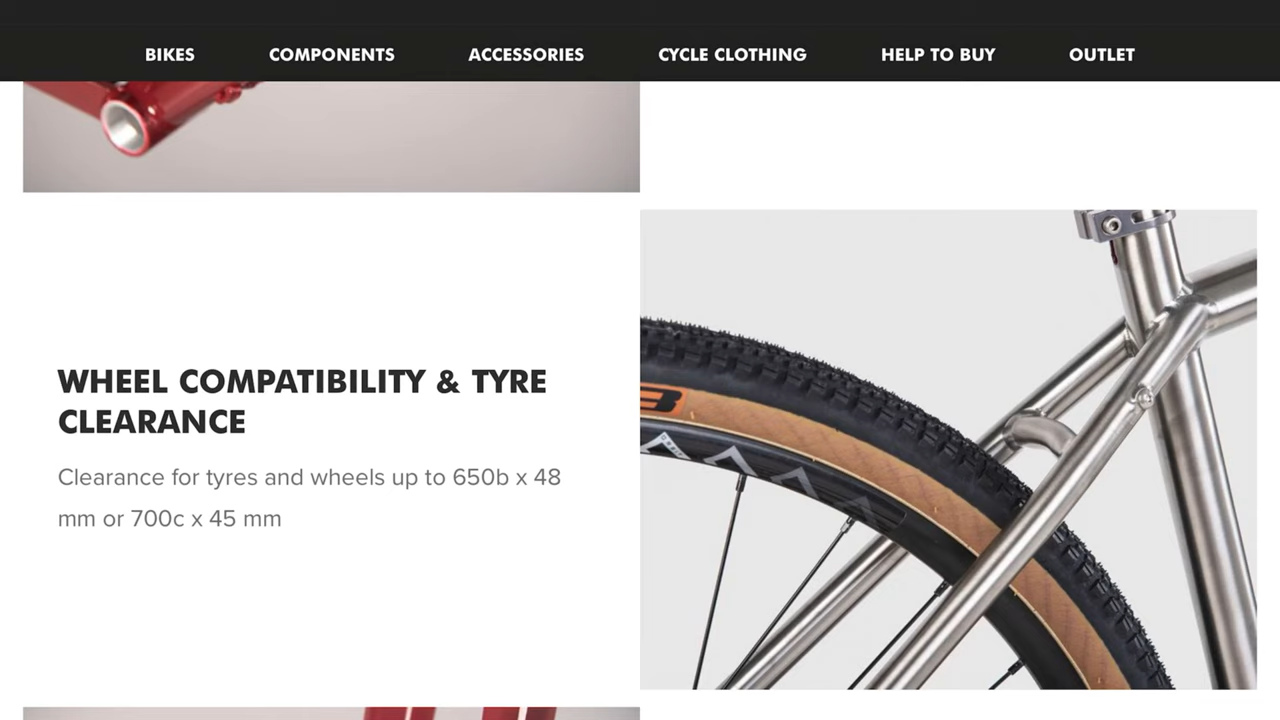 BIKES COMPONENTS ACCESSORIES CYCLE CLOTHING HELP TO BUY OUTLET
WHEEL COMPATIBILITY & TYRE
CLEARANCE
Clearance for tyres and wheels up to 650b x 48
mm or 700c x 45 mm